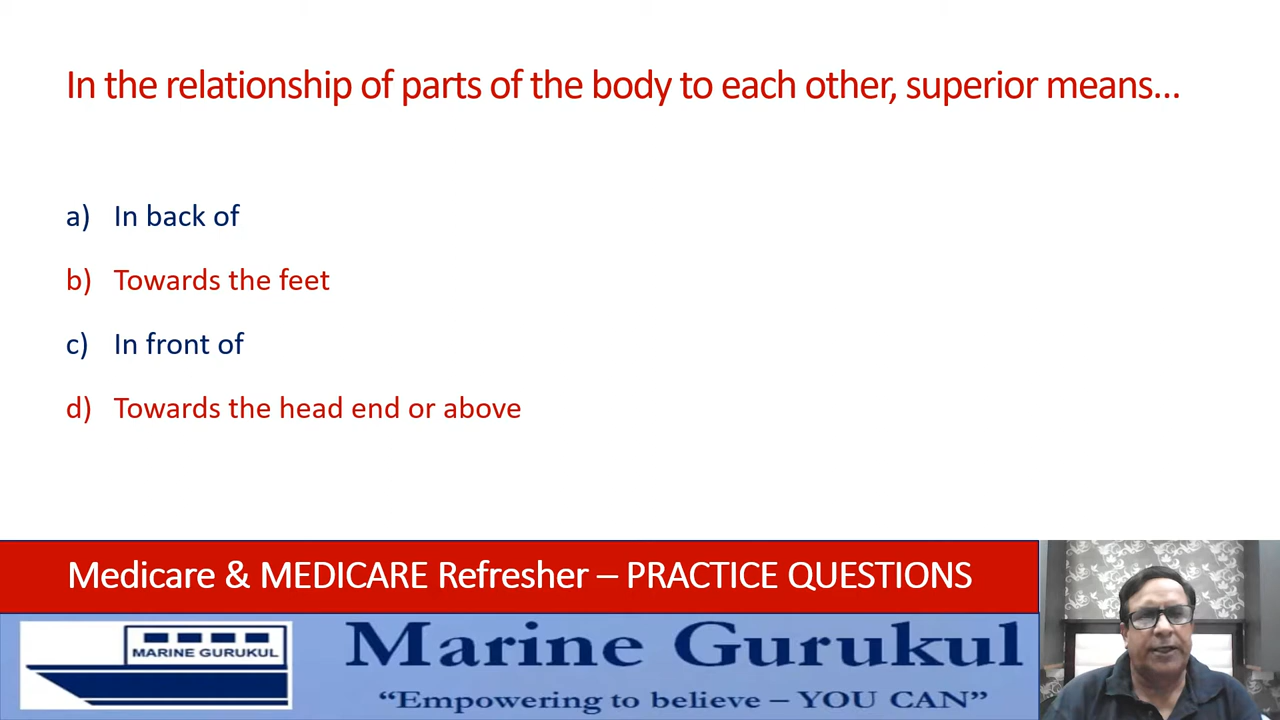 In the relationship of parts of the body to each other, superior means...
a) In back of
b) Towards the feet
c) In front of
d) Towards the head end or above
Medicare & MEDICARE Refresher – PRACTICE QUESTIONS
MARINE GURUKUL
Marine Gurukul
“Empowering to believe – YOU CAN”